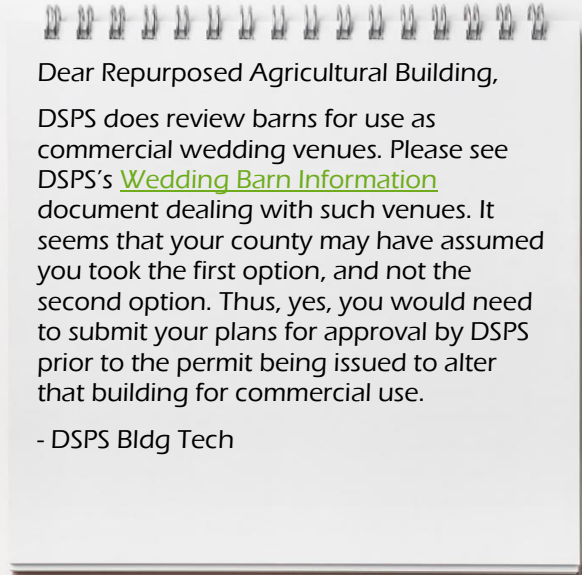 Dear Repurposed Agricultural Building,
DSPS does review barns for use as
commercial wedding venues. Please see
DSPS's Wedding Barn Information
document dealing with such venues. It
seems that your county may have assumed
you took the first option, and not the
second option. Thus, yes, you would need
to submit your plans for approval by DSPS
prior to the permit being issued to alter
that building for commercial use.
- DSPS Bldg Tech